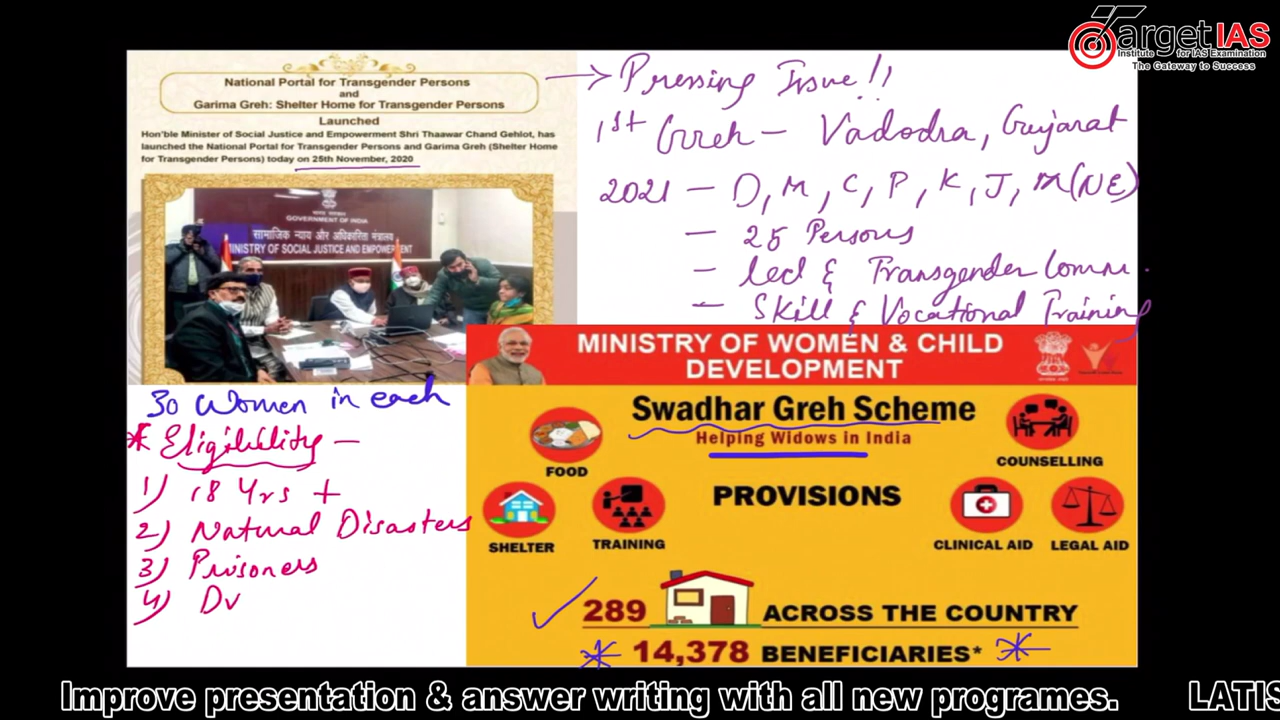 Target IAS
Institute for IAS Examination
The Gateway to Success
National Portal for Transgender Persons
and
Garima Greh: Shelter Home for Transgender Persons
Launched
Hon'ble Minister of Social Justice and Empowerment Shri Thaawar Chand Gehlot, has
launched the National Portal for Transgender Persons and Garima Greh (Shelter Home
for Transgender Persons) today on 25th November, 2020
भारत सरकार
GOVERNMENT OF INDIA
सामाजिक न्याय और अधिकारिता मंत्रालय
MINISTRY OF SOCIAL JUSTICE AND EMPOWERMENT
→ Pressing Issue !!
1st Greh - Vadodra, Gujarat
2021 - D, M, C, P, K, J, M(NE)
- 25 Persons
- led & Transgender Comm.
- Skill & Vocational Training
30 Women in each
* Eligibility -
1) 18 Yrs +
2) Natural Disasters
3) Prisoners
4) Dv
MINISTRY OF WOMEN & CHILD
DEVELOPMENT
Swadhar Greh Scheme
Helping Widows in India
FOOD
COUNSELLING
PROVISIONS
SHELTER
TRAINING
CLINICAL AID
LEGAL AID
289 ACROSS THE COUNTRY
* 14,378 BENEFICIARIES* *
Improve presentation & answer writing with all new programes. LATIS